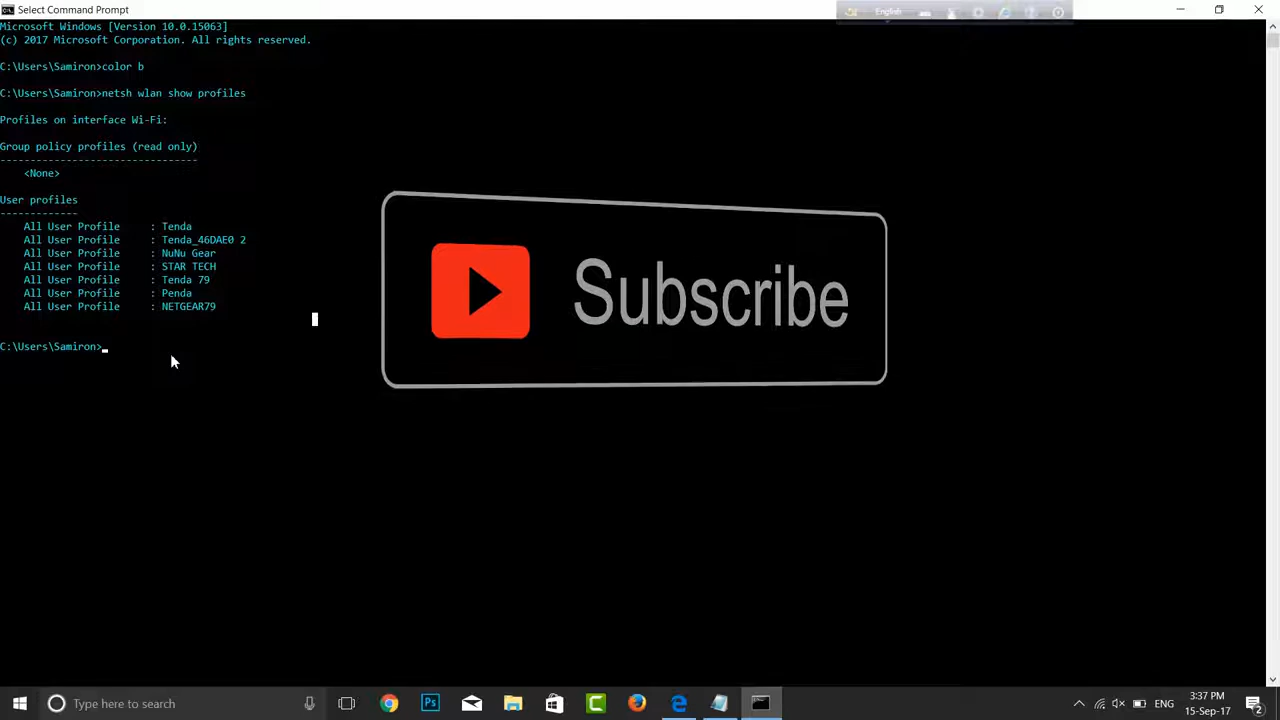 Select Command Prompt
English
Microsoft Windows [Version 10.0.15063]
(c) 2017 Microsoft Corporation. All rights reserved.
C:\Users\Samiron>color b
C:\Users\Samiron>netsh wlan show profiles
Profiles on interface Wi-Fi:
Group policy profiles (read only)
---------------------------------
<None>
User profiles
-------------
All User Profile     : Tenda
All User Profile     : Tenda_46DAE0 2
All User Profile     : NuNu Gear
All User Profile     : STAR TECH
All User Profile     : Tenda 79
All User Profile     : Penda
All User Profile     : NETGEAR79
C:\Users\Samiron>
Subscribe
Type here to search
Ps
ENG
3:37 PM
15-Sep-17
2